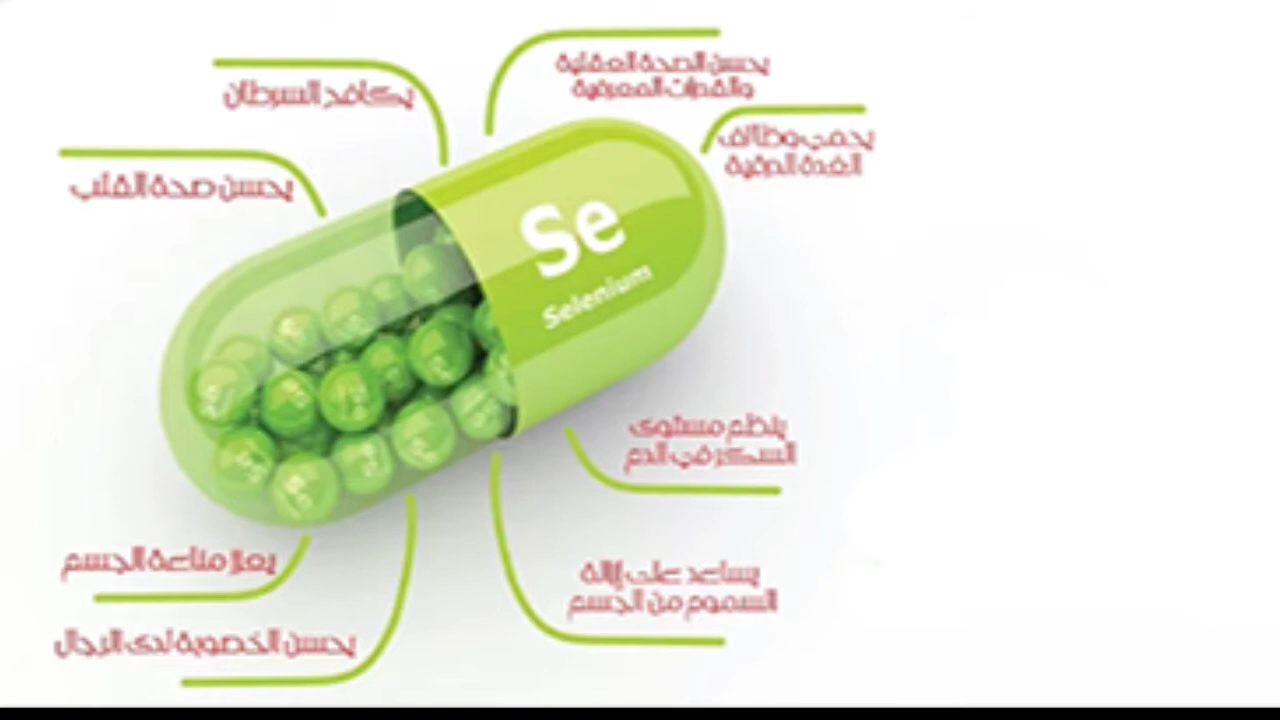 يحسن الصحة العقلية
والقدرات المعرفية
يكافح السرطان
يحمي وظائف
الغدة الدرقية
يحسن صحة القلب
Se
Selenium
ينظم مستوى
السكر في الدم
يعزز مناعة الجسم
يساعد على إزالة
السموم من الجسم
يحسن الخصوبة لدى الرجال